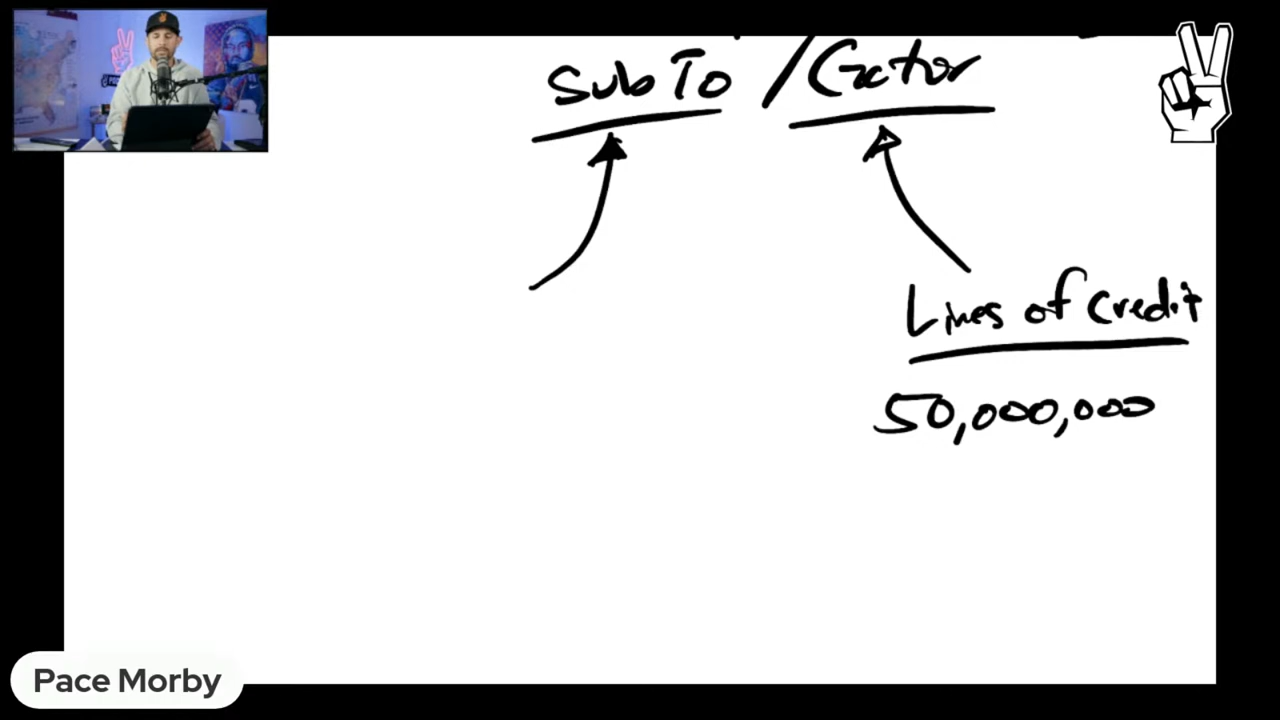 SubTo / Gator
Lines of Credit
50,000,000
Pace Morby